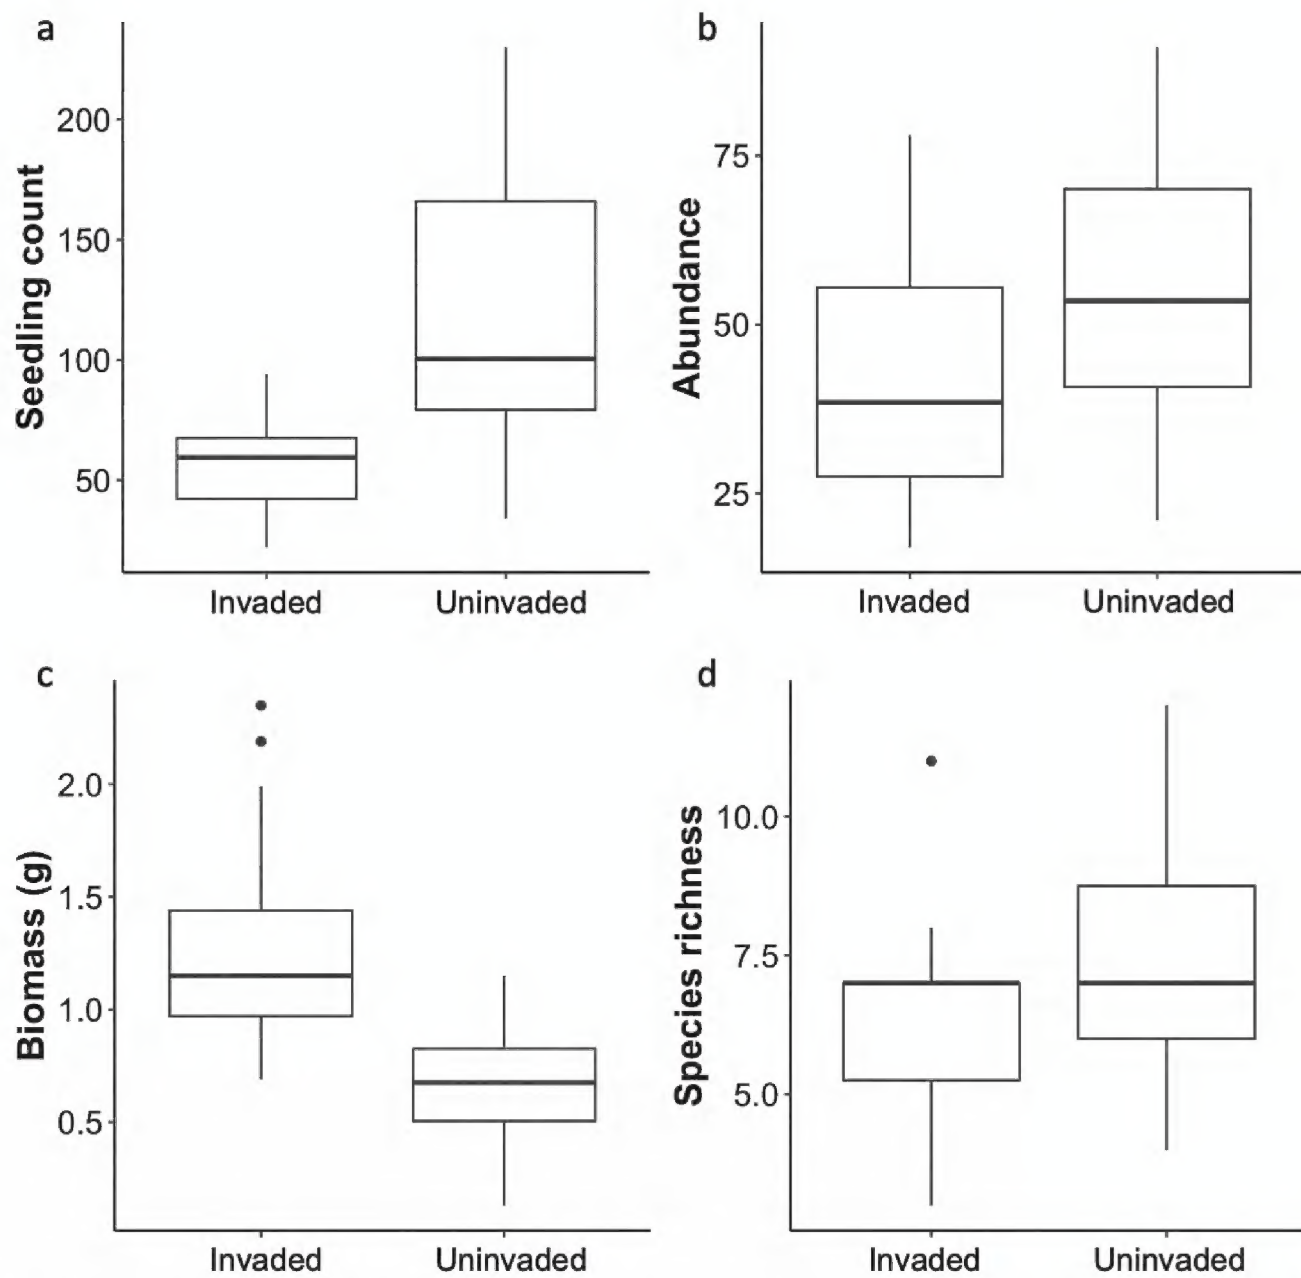 a
Seedling count
200
150
100
50
Invaded
Uninvaded
b
Abundance
75
50
25
Invaded
Uninvaded
c
Biomass (g)
2.0
1.5
1.0
0.5
Invaded
Uninvaded
d
Species richness
10.0
7.5
5.0
Invaded
Uninvaded